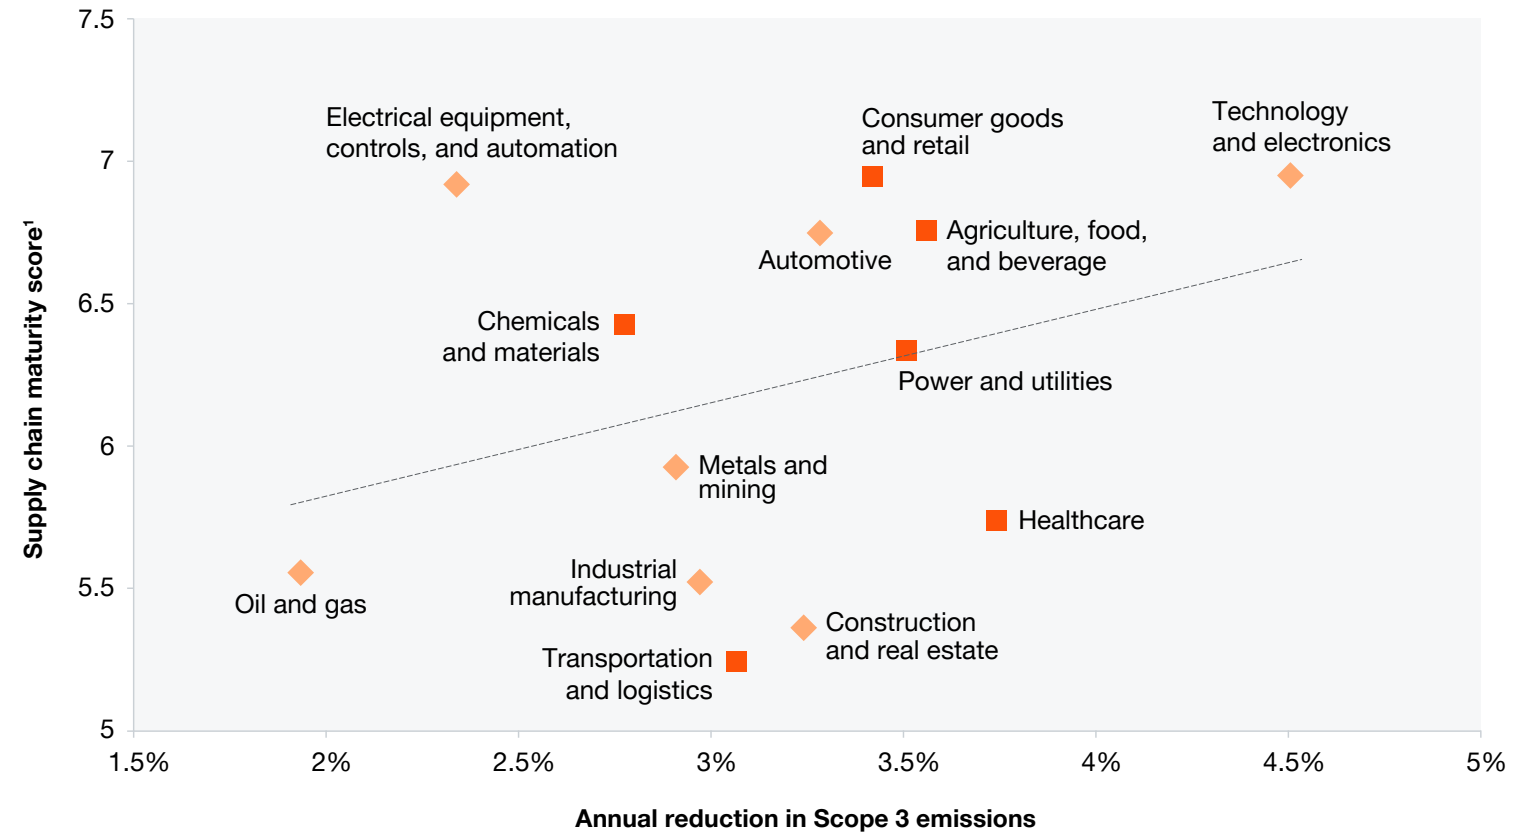 7.5
7
6.5
6
5.5
5
Supply chain maturity score¹
Electrical equipment,
controls, and automation
Consumer goods
and retail
Technology
and electronics
Automotive
Agriculture, food,
and beverage
Chemicals
and materials
Power and utilities
Metals and
mining
Healthcare
Oil and gas
Industrial
manufacturing
Construction
and real estate
Transportation
and logistics
1.5%
2%
2.5%
3%
3.5%
4%
4.5%
5%
Annual reduction in Scope 3 emissions